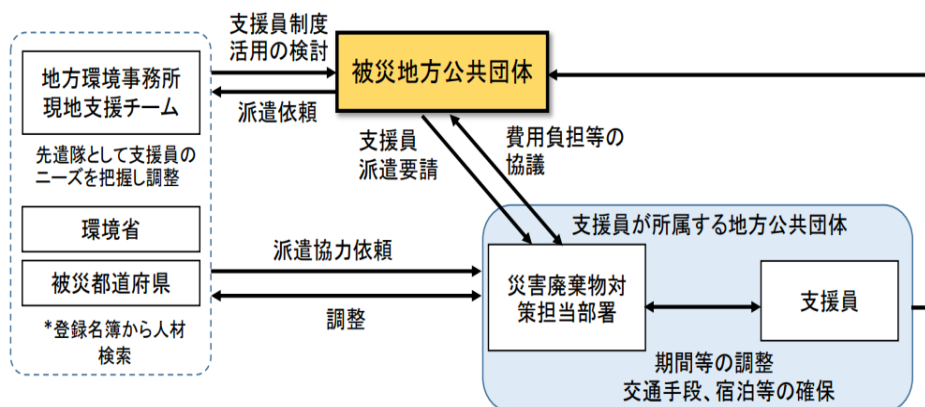 支援員制度
活用の検討
地方環境事務所
現地支援チーム
被災地方公共団体
派遣依頼
先遣隊として支援員の
ニーズを把握し調整
支援員
派遣要請
費用負担等の
協議
環境省
被災都道府県
*登録名簿から人材
検索
派遣協力依頼
調整
支援員が所属する地方公共団体
災害廃棄物対
策担当部署
支援員
期間等の調整
交通手段、宿泊等の確保